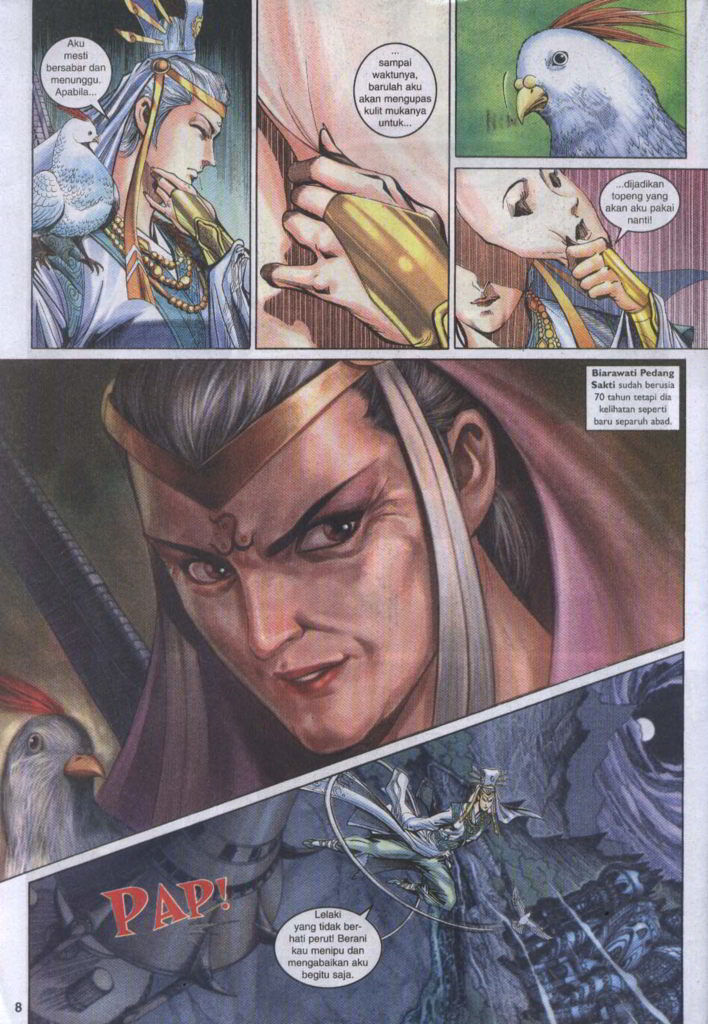 Aku
mesti
bersabar dan
menunggu.
Apabila...
...
sampai
waktunya,
barulah aku
akan mengupas
kulit mukanya
untuk...
...dijadikan
topeng yang
akan aku pakai
nanti!
Biarawati Pedang
Sakti sudah berusia
70 tahun tetapi dia
kelihatan seperti
baru separuh abad.
PAP!
Lelaki
yang tidak ber-
hati perut! Berani
kau menipu dan
mengabaikan aku
begitu saja.
8